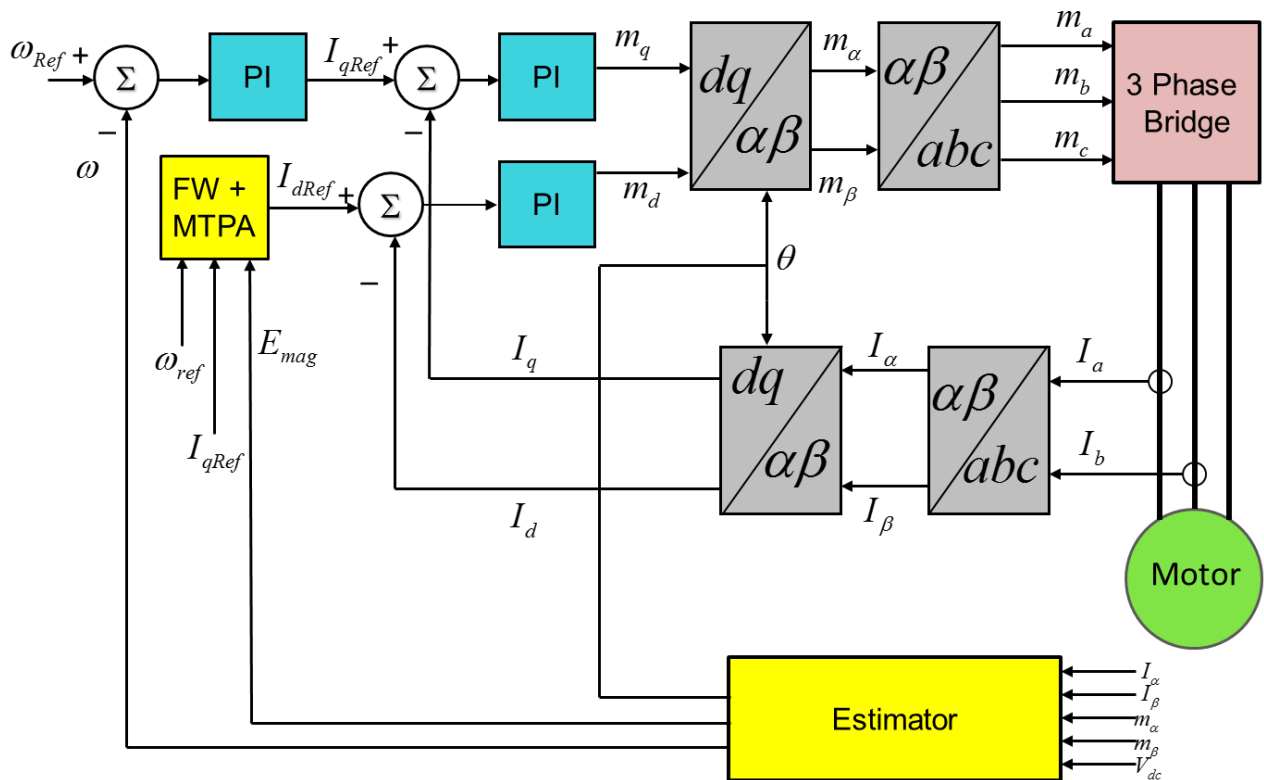 ω_Ref +
Σ
−
ω
PI
I_qRef +
Σ
−
PI
m_q
dq
αβ
m_α
m_β
αβ
abc
m_a
m_b
m_c
3 Phase
Bridge
FW +
MTPA
I_dRef +
Σ
−
PI
m_d
θ
ω_ref
I_qRef
E_mag
I_q
I_d
dq
αβ
I_α
I_β
αβ
abc
I_a
I_b
Motor
Estimator
I_α
I_β
m_α
m_β
V_dc